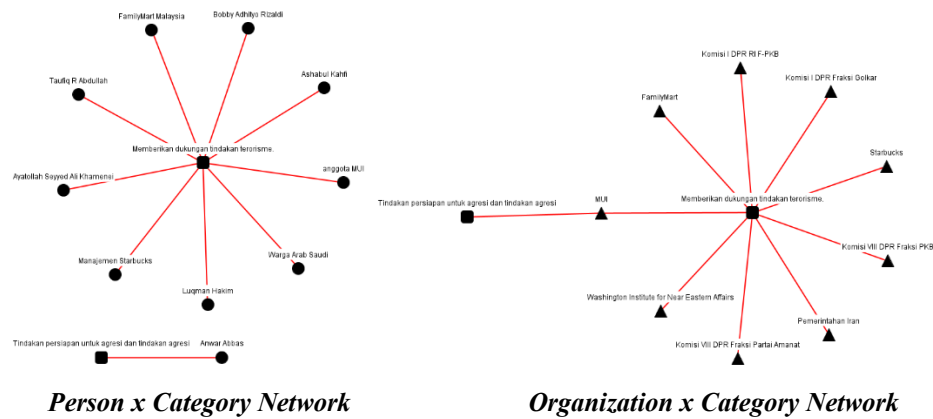 FamilyMart Malaysia
Bobby Adhityo Rizaldi
Taufiq R Abdullah
Ashabul Kahfi
Memberikan dukungan tindakan terorisme.
Ayatollah Sayyed Ali Khamenei
anggota MUI
Manajemen Starbucks
Warga Arab Saudi
Luqman Hakim
Tindakan persiapan untuk agresi dan tindakan agresi
Anwar Abbas
Person x Category Network
Komisi I DPR RI F-PKB
Komisi I DPR Fraksi Golkar
FamilyMart
Starbucks
Memberikan dukungan tindakan terorisme.
Tindakan persiapan untuk agresi dan tindakan agresi
MUI
Komisi VIII DPR Fraksi PKB
Washington Institute for Near Eastern Affairs
Pemerintahan Iran
Komisi VIII DPR Fraksi Partai Amanat
Organization x Category Network